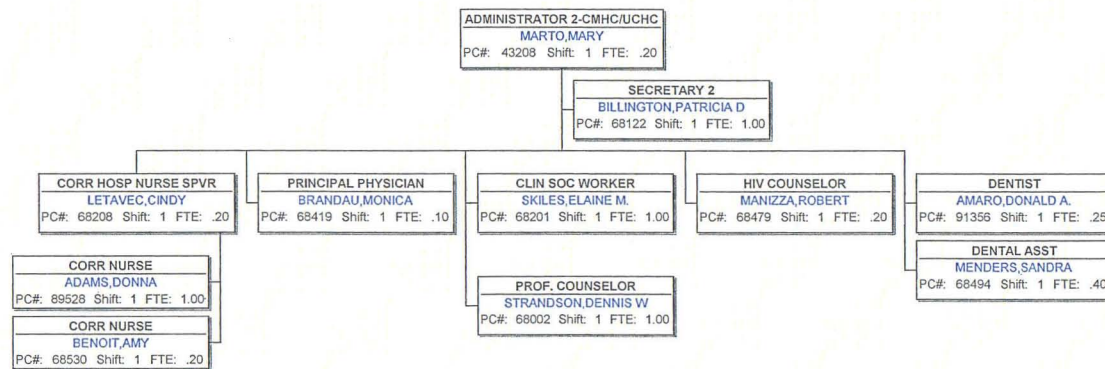 ADMINISTRATOR 2-CMHC/UCHC
MARTO,MARY
PC#: 43208 Shift: 1 FTE: .20
SECRETARY 2
BILLINGTON,PATRICIA D
PC#: 68122 Shift: 1 FTE: 1.00
CORR HOSP NURSE SPVR
LETAVEC,CINDY
PC#: 68208 Shift: 1 FTE: .20
PRINCIPAL PHYSICIAN
BRANDAU,MONICA
PC#: 68419 Shift: 1 FTE: .10
CLIN SOC WORKER
SKILES,ELAINE M.
PC#: 68201 Shift: 1 FTE: 1.00
HIV COUNSELOR
MANIZZA,ROBERT
PC#: 68479 Shift: 1 FTE: .20
DENTIST
AMARO,DONALD A.
PC#: 91356 Shift: 1 FTE: .25
CORR NURSE
ADAMS,DONNA
PC#: 89528 Shift: 1 FTE: 1.00
CORR NURSE
BENOIT,AMY
PC#: 68530 Shift: 1 FTE: .20
PROF. COUNSELOR
STRANDSON,DENNIS W
PC#: 68002 Shift: 1 FTE: 1.00
DENTAL ASST
MENDERS,SANDRA
PC#: 68494 Shift: 1 FTE: .40